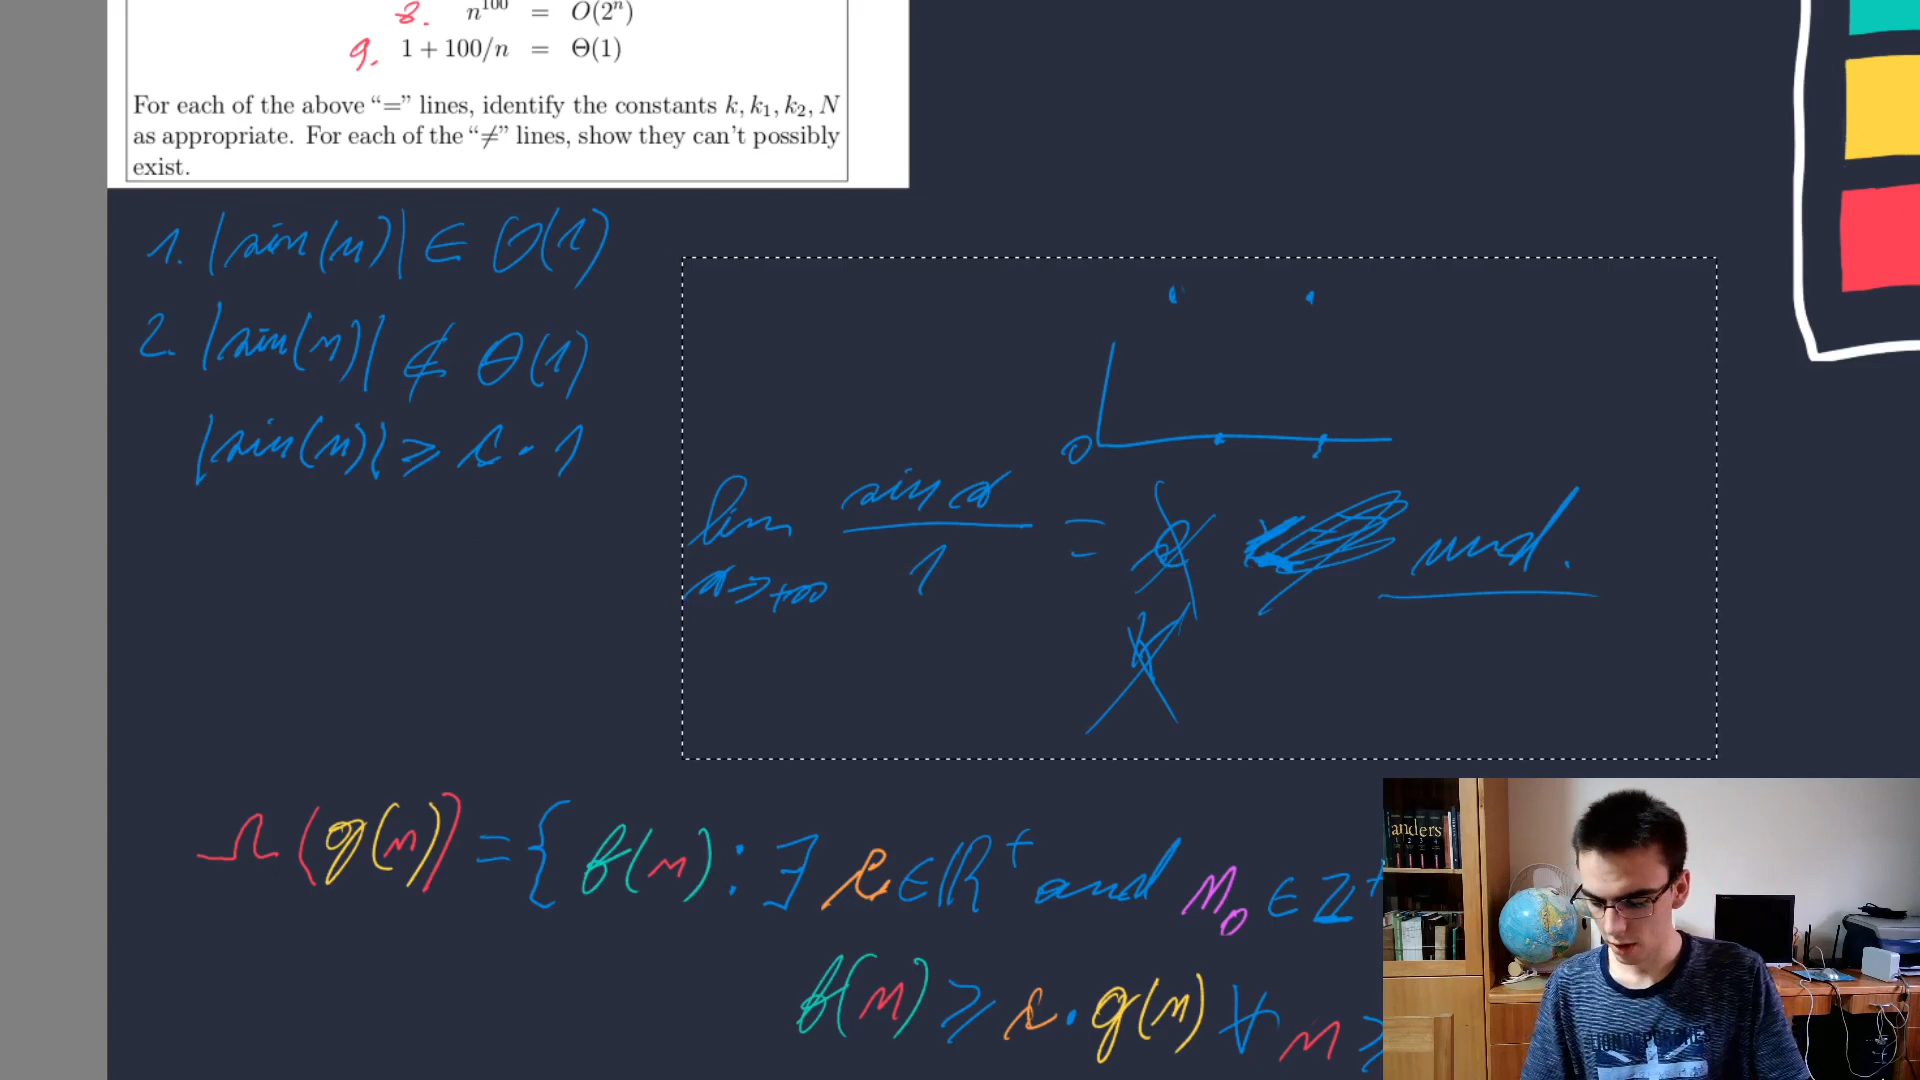 8. n^100 = O(2^n)
9. 1 + 100/n = Θ(1)
For each of the above “=” lines, identify the constants k, k₁, k₂, N
as appropriate. For each of the “≠” lines, show they can't possibly
exist.
1. |sin(n)| ∈ O(1)
2. |sin(n)| ∉ Θ(1)
|sin(n)| ≥ c · 1
0
lim x→+∞ sin x / 1 = und.
Ω(g(n)) = { f(n) : ∃ c ∈ ℝ⁺ and n₀ ∈ ℤ⁺
f(n) ≥ c · g(n) ∀ n ≥
anders